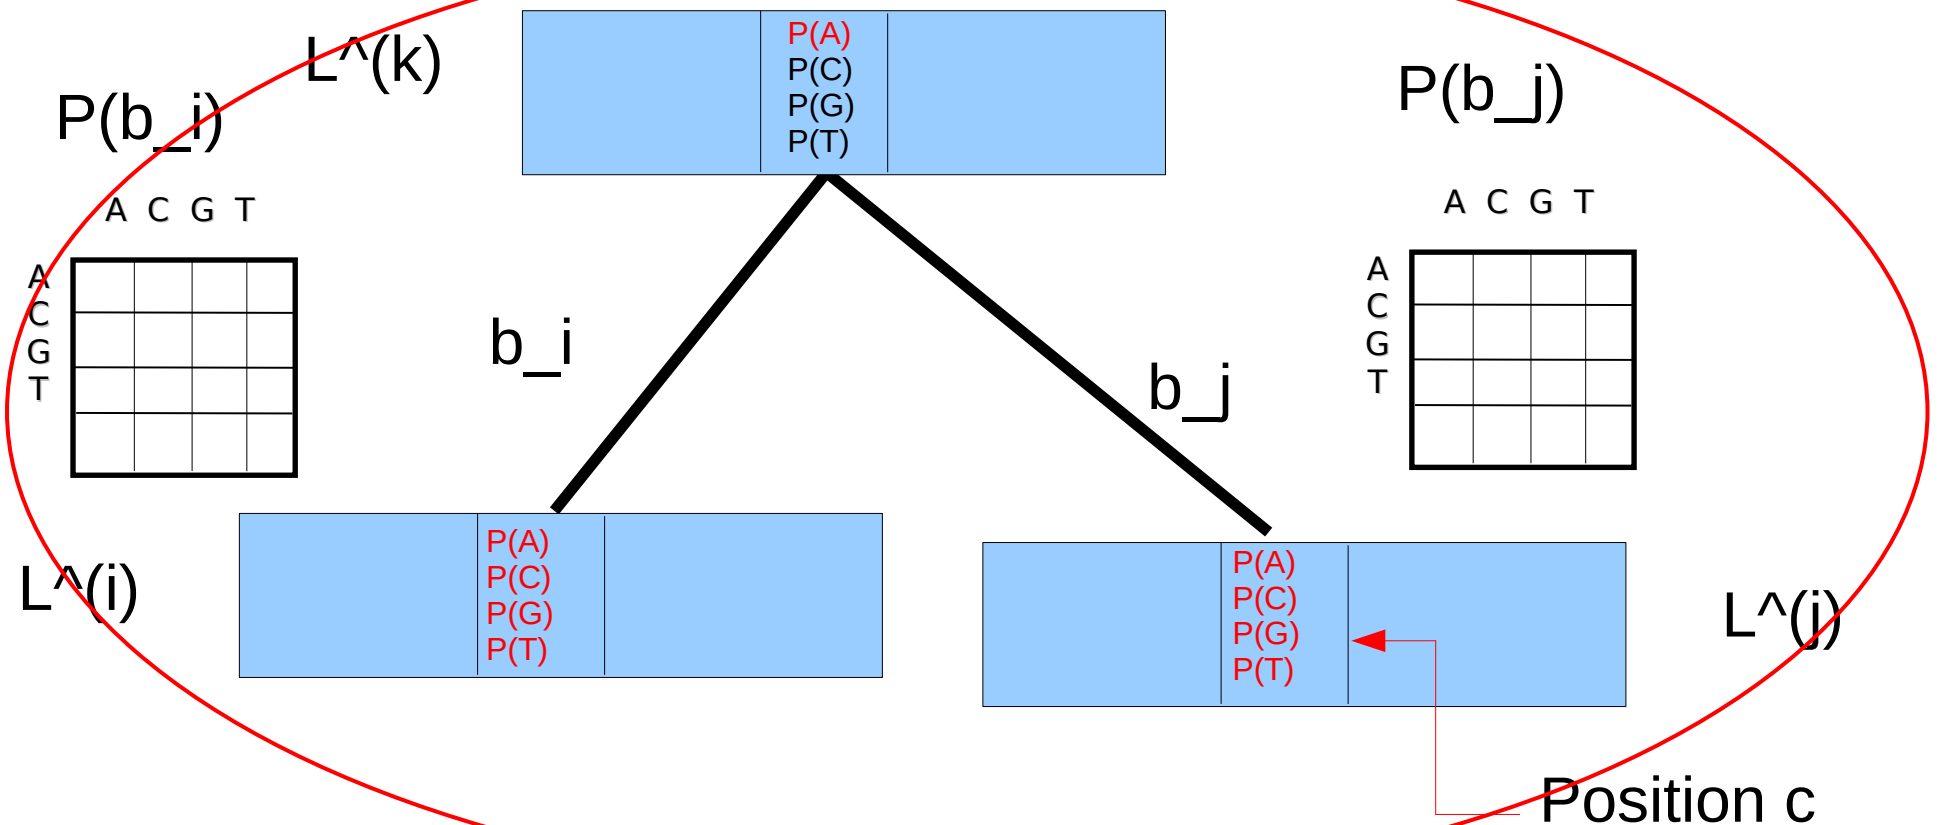 L^(k)
P(A)
P(C)
P(G)
P(T)
P(b_i)
P(b_j)
A C G T
A
C
G
T
A C G T
A
C
G
T
b_i
b_j
L^(i)
P(A)
P(C)
P(G)
P(T)
P(A)
P(C)
P(G)
P(T)
L^(j)
Position c